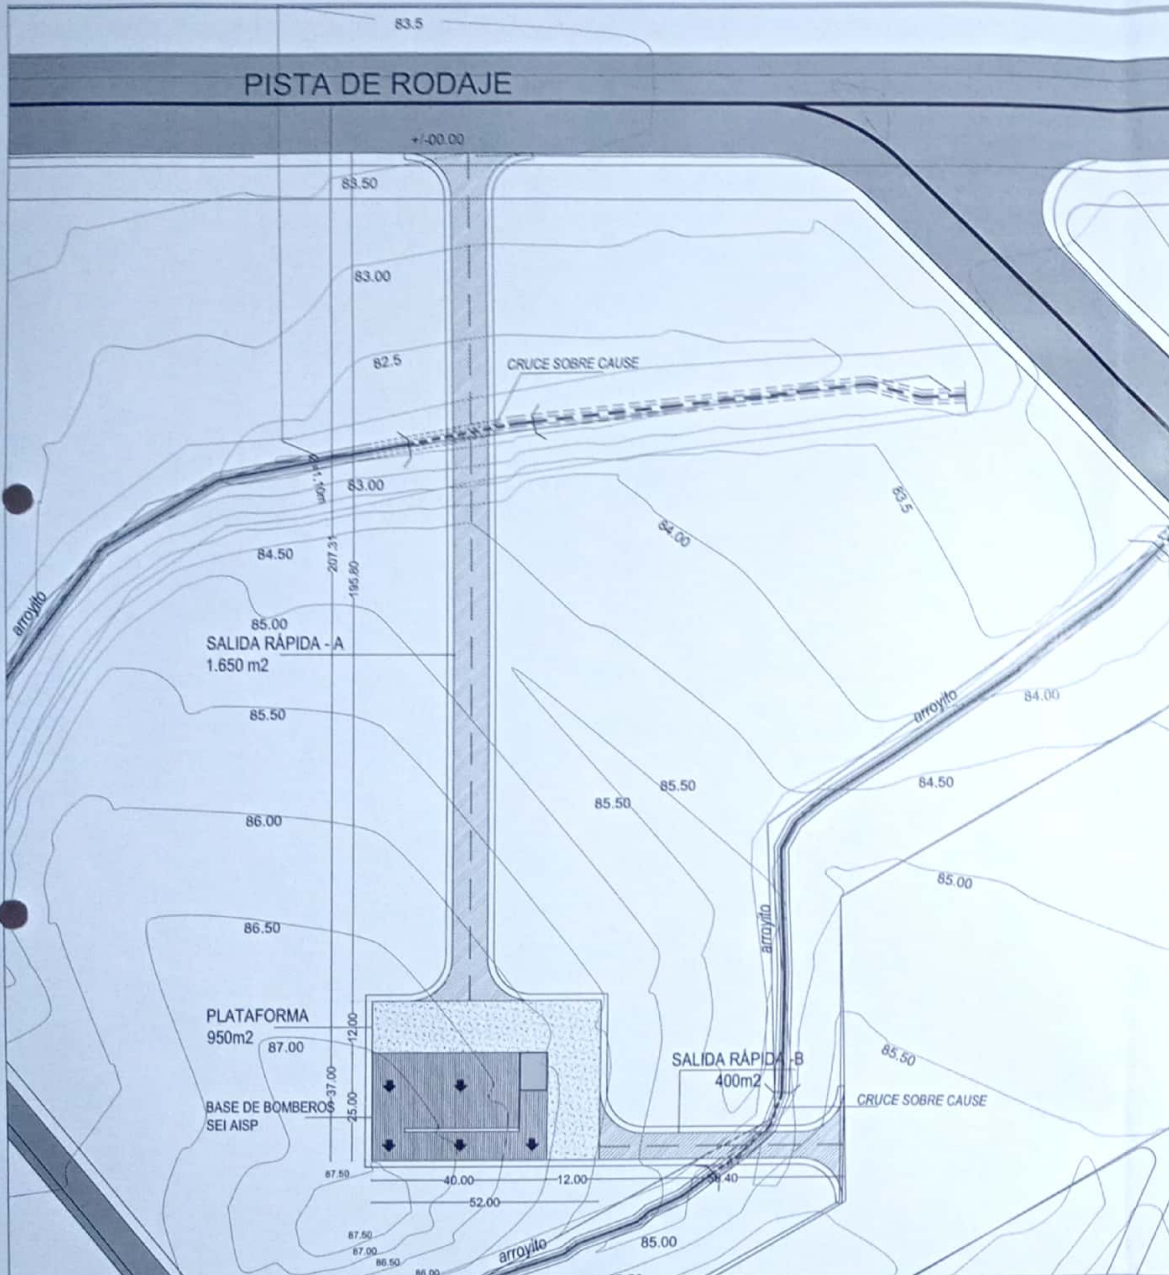 83.5
PISTA DE RODAJE
+/-00.00
83.50
83.00
82.5
CRUCE SOBRE CAUSE
83.00
83.5
84.00
84.50
207.31
195.80
arroyito
85.00
SALIDA RÁPIDA - A
1.650 m2
arroyito
84.00
85.50
85.50
84.50
85.50
86.00
85.00
arroyito
86.50
PLATAFORMA
950m2
87.00
12.00
85.50
SALIDA RÁPIDA -B
400m2
37.00
25.00
CRUCE SOBRE CAUSE
BASE DE BOMBEROS
SEI AISP
87.50
40.00
12.00
52.00
87.50
87.00
86.50
86.00
arroyito
85.00